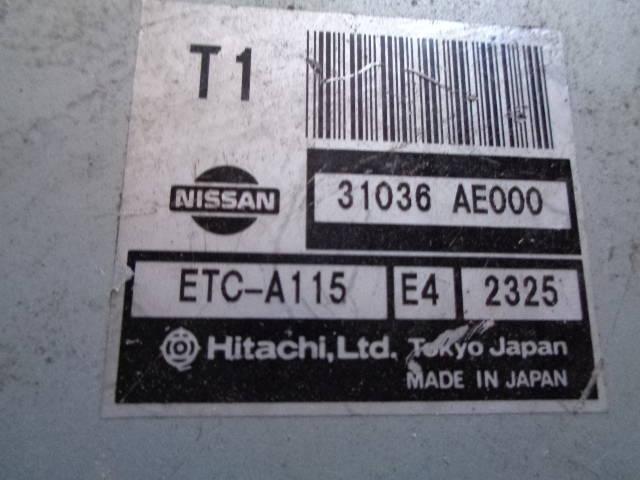 T1
NISSAN
31036 AE000
ETC-A115 E4 2325
Hitachi,Ltd. Tokyo Japan
MADE IN JAPAN